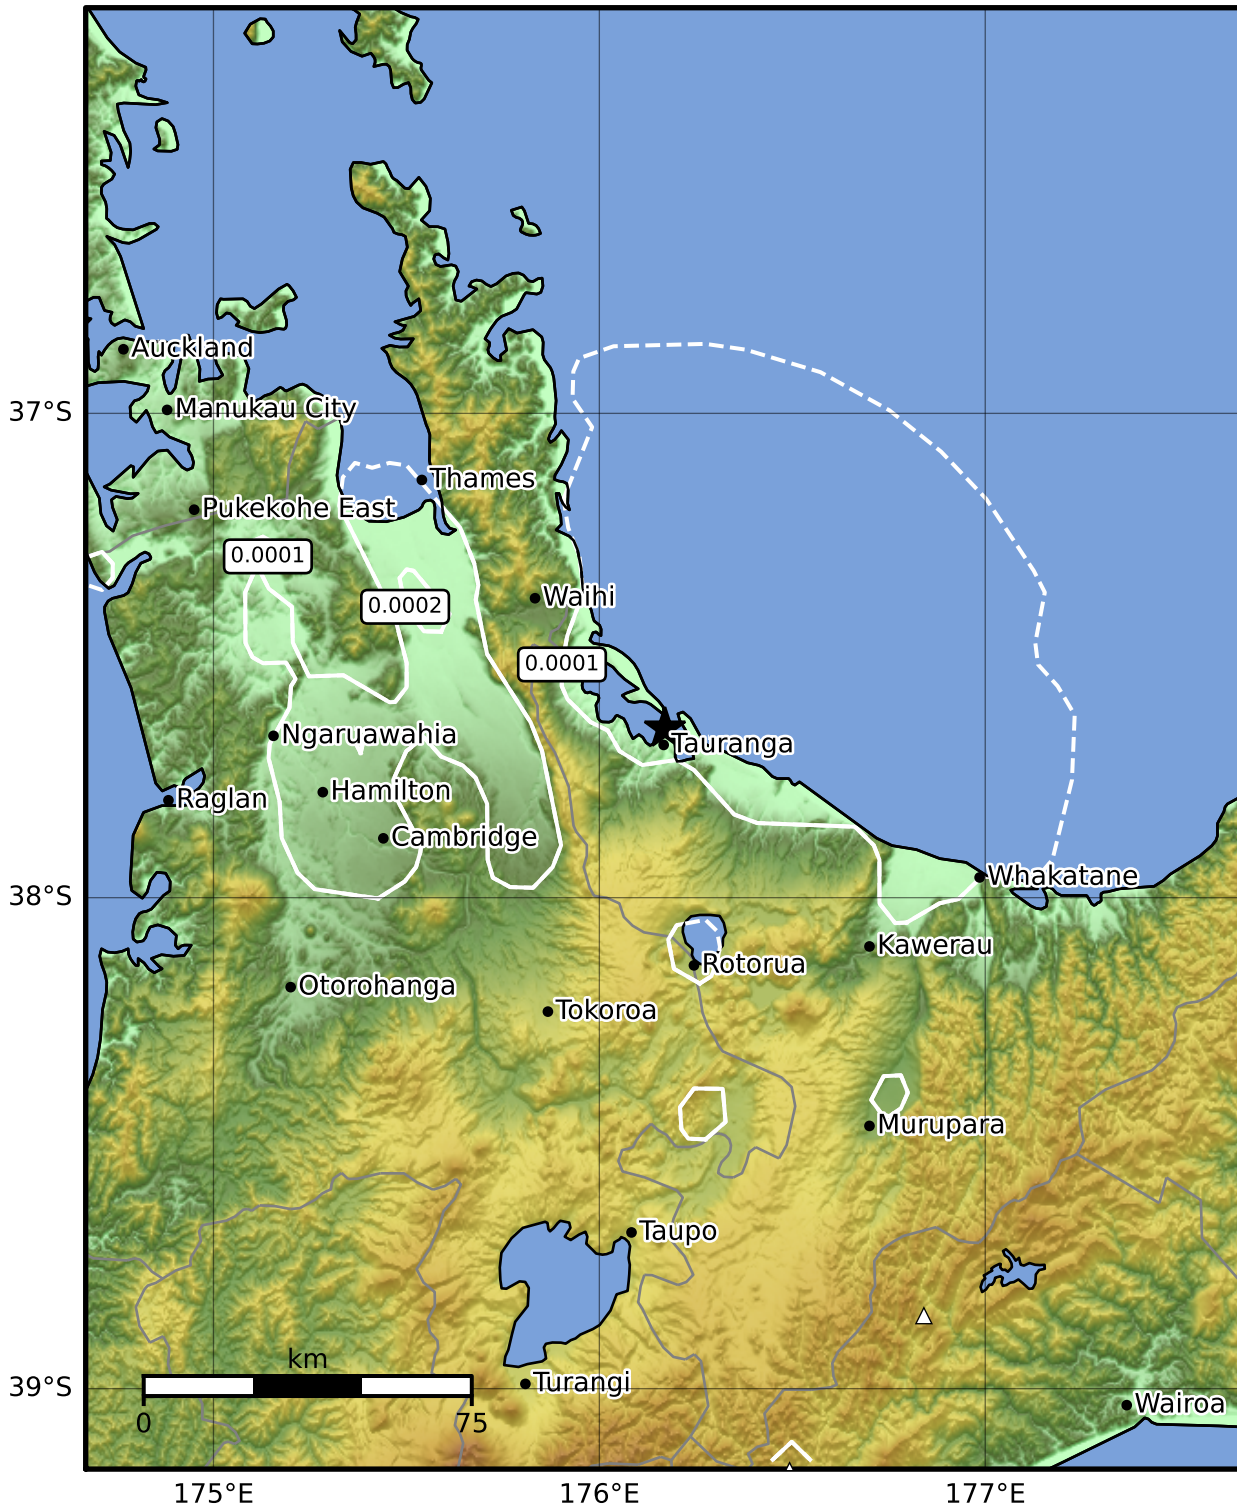 Auckland
Manukau City
37°S
Thames
Pukekohe East
0.0001
0.0002
Waihi
0.0001
Ngaruawahia
Tauranga
Hamilton
Raglan
Cambridge
Whakatane
38°S
Kawerau
Rotorua
Otorohanga
Tokoroa
Murupara
Taupo
km
Turangi
39°S
Wairoa
0 75
175°E 176°E 177°E